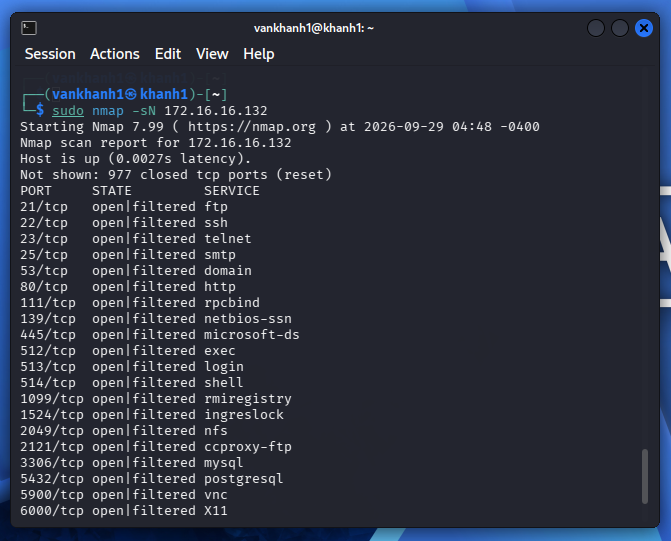 vankhanh1@khanh1: ~
Session Actions Edit View Help
┌──(vankhanh1㉿khanh1)-[~]
└─$ sudo nmap -sN 172.16.16.132
Starting Nmap 7.99 ( https://nmap.org ) at 2026-09-29 04:48 -0400
Nmap scan report for 172.16.16.132
Host is up (0.0027s latency).
Not shown: 977 closed tcp ports (reset)
PORT     STATE         SERVICE
21/tcp   open|filtered ftp
22/tcp   open|filtered ssh
23/tcp   open|filtered telnet
25/tcp   open|filtered smtp
53/tcp   open|filtered domain
80/tcp   open|filtered http
111/tcp  open|filtered rpcbind
139/tcp  open|filtered netbios-ssn
445/tcp  open|filtered microsoft-ds
512/tcp  open|filtered exec
513/tcp  open|filtered login
514/tcp  open|filtered shell
1099/tcp open|filtered rmiregistry
1524/tcp open|filtered ingreslock
2049/tcp open|filtered nfs
2121/tcp open|filtered ccproxy-ftp
3306/tcp open|filtered mysql
5432/tcp open|filtered postgresql
5900/tcp open|filtered vnc
6000/tcp open|filtered X11